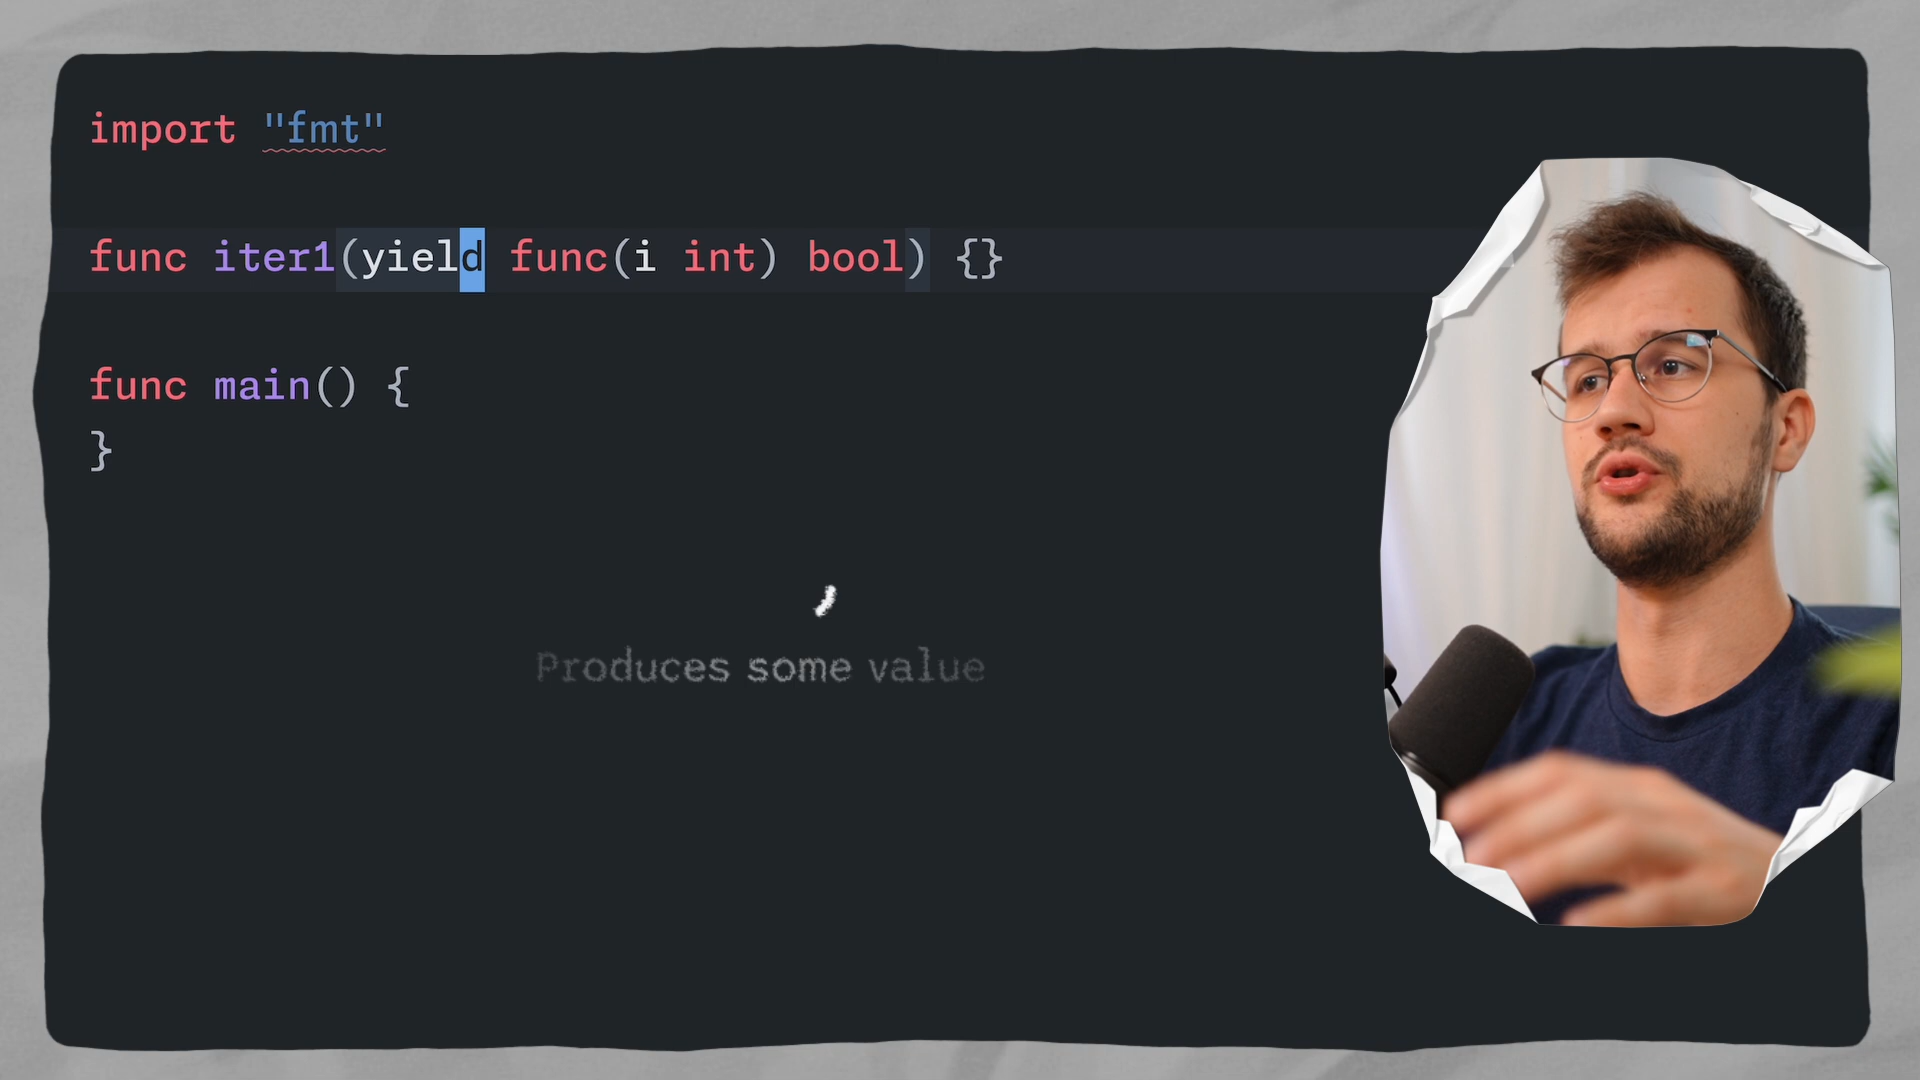 import "fmt"
func iter1(yield func(i int) bool) {}
func main() {
}
Produces some value